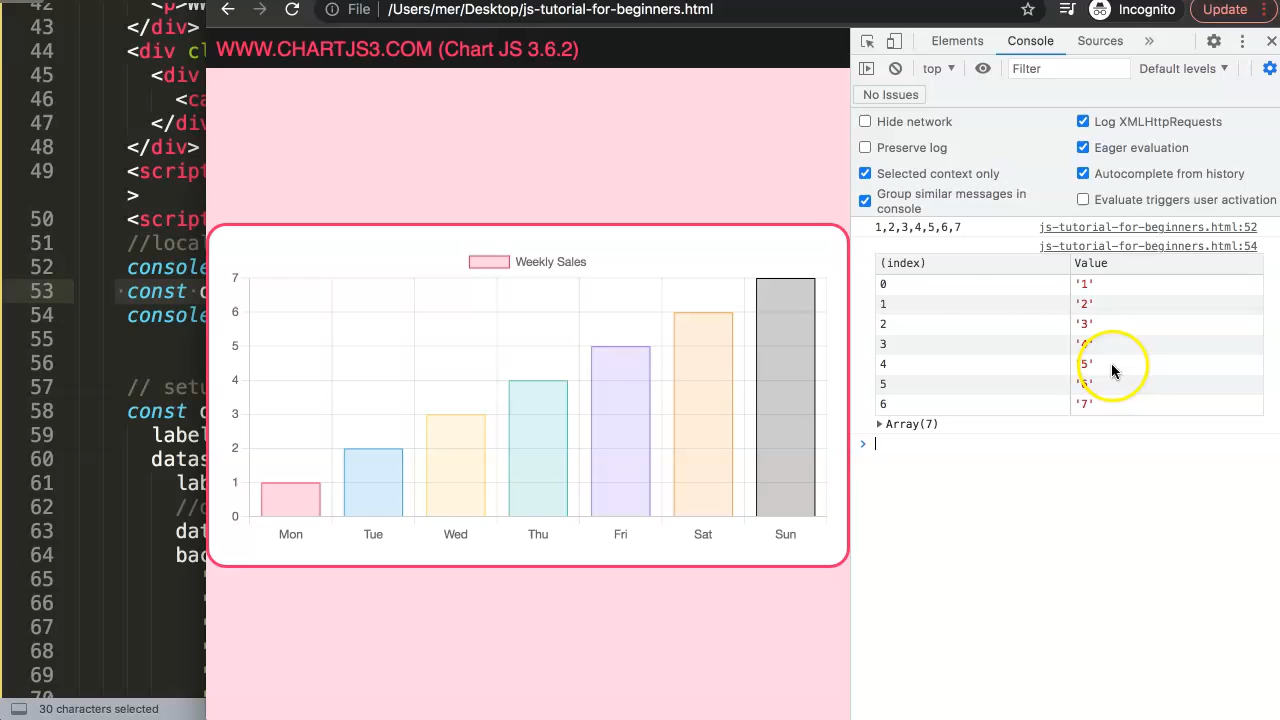 File /Users/mer/Desktop/js-tutorial-for-beginners.html Incognito Update
42 <p>
43 </div>
44 <div cl
45 <div
46 <ca
47 </di
48 </div>
49 <script
>
50 <script
51 //local
52 console
53 const
54 console
55
56
57 // setu
58 const
59 label
60 datas
61 lab
62 //
63 dat
64 bac
65
66
67
68
69
30 characters selected
WWW.CHARTJS3.COM (Chart JS 3.6.2)
Weekly Sales
7
6
5
4
3
2
1
0
Mon Tue Wed Thu Fri Sat Sun
Elements Console Sources »
top Filter Default levels
No Issues
Hide network Log XMLHttpRequests
Preserve log Eager evaluation
Selected context only Autocomplete from history
Group similar messages in console Evaluate triggers user activation
1,2,3,4,5,6,7 js-tutorial-for-beginners.html:52
js-tutorial-for-beginners.html:54
(index) Value
0 '1'
1 '2'
2 '3'
3 '4'
4 '5'
5 '6'
6 '7'
Array(7)